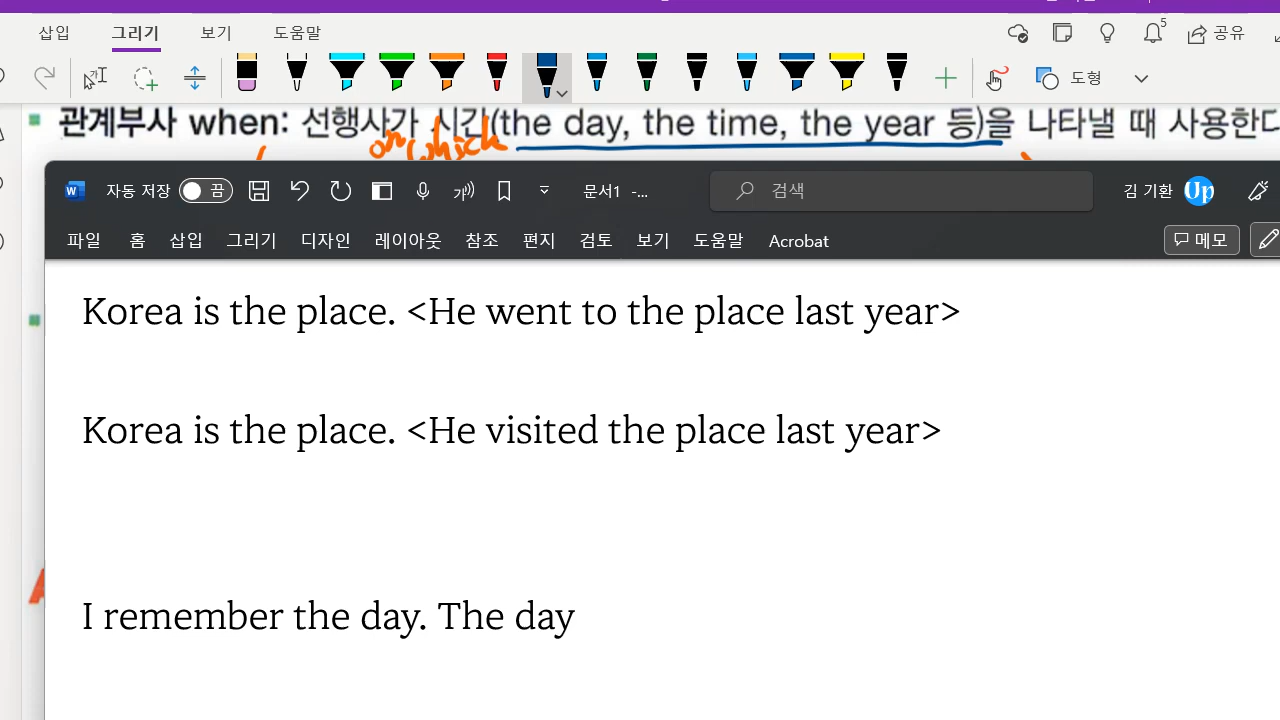 삽입 그리기 보기 도움말 5 공유
가 도형
관계부사 when: 선행사가 시간(the day, the time, the year 등)을 나타낼 때 사용한다
on which
W 자동 저장 끔 가 문서1 -... 검색 김 기환 Up
파일 홈 삽입 그리기 디자인 레이아웃 참조 편지 검토 보기 도움말 Acrobat 메모
Korea is the place. <He went to the place last year>
Korea is the place. <He visited the place last year>
I remember the day. The day